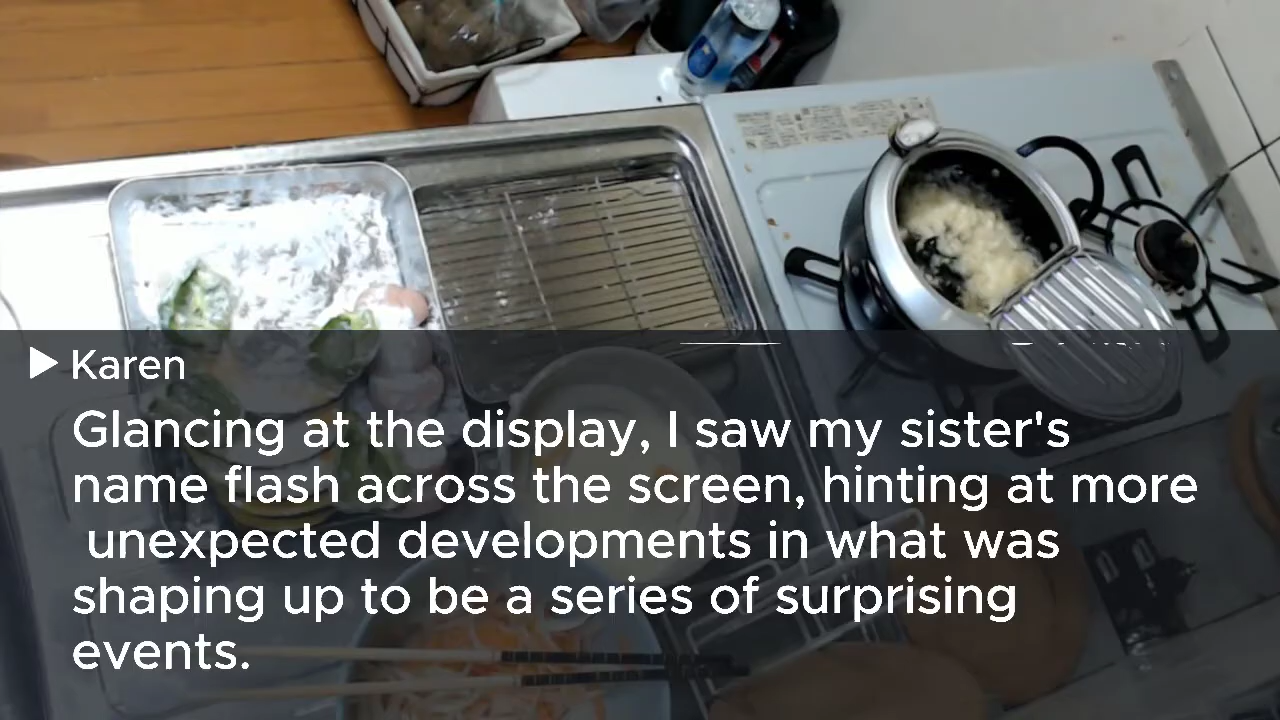 Karen
Glancing at the display, I saw my sister's
name flash across the screen, hinting at more
unexpected developments in what was
shaping up to be a series of surprising
events.